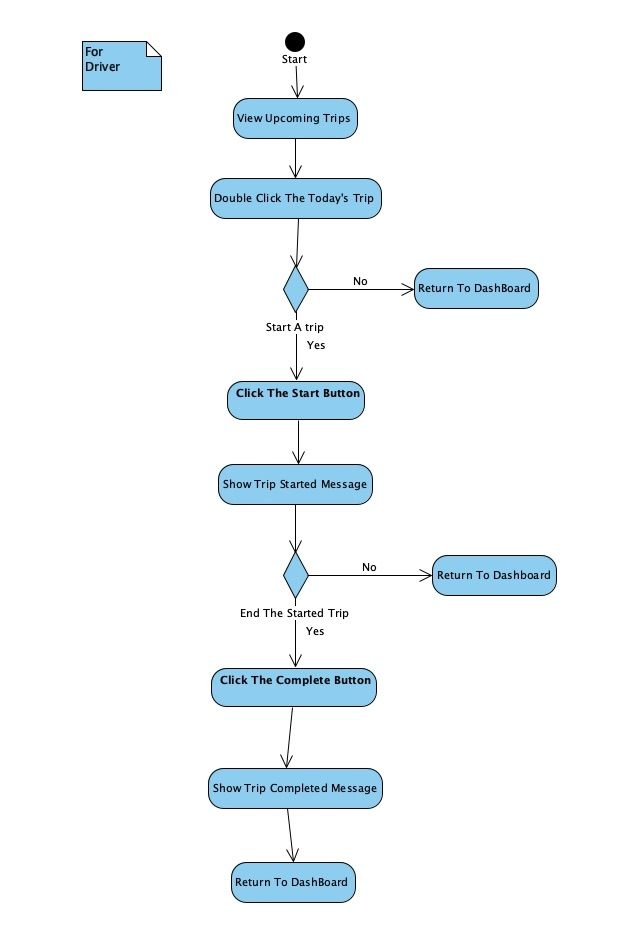 For
Driver
Start
View Upcoming Trips
Double Click The Today's Trip
No
Return To DashBoard
Start A trip
Yes
Click The Start Button
Show Trip Started Message
No
Return To Dashboard
End The Started Trip
Yes
Click The Complete Button
Show Trip Completed Message
Return To DashBoard